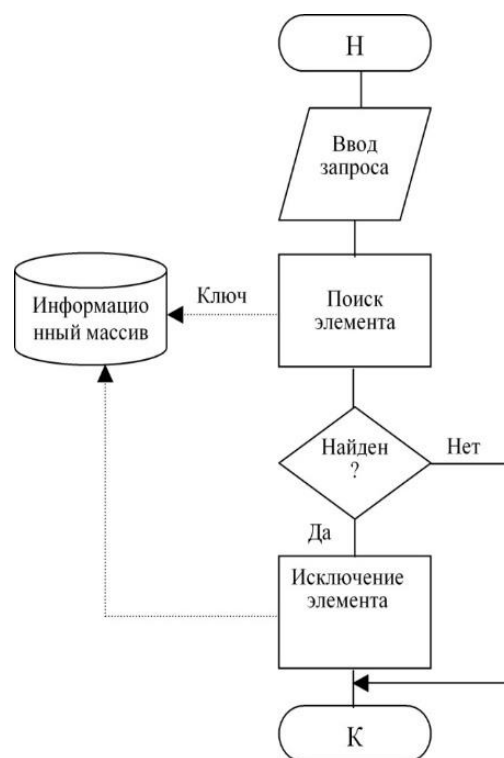 Н
Ввод
запроса
Поиск
элемента
Ключ
Информацио
нный массив
Найден
?
Нет
Да
Исключение
элемента
К